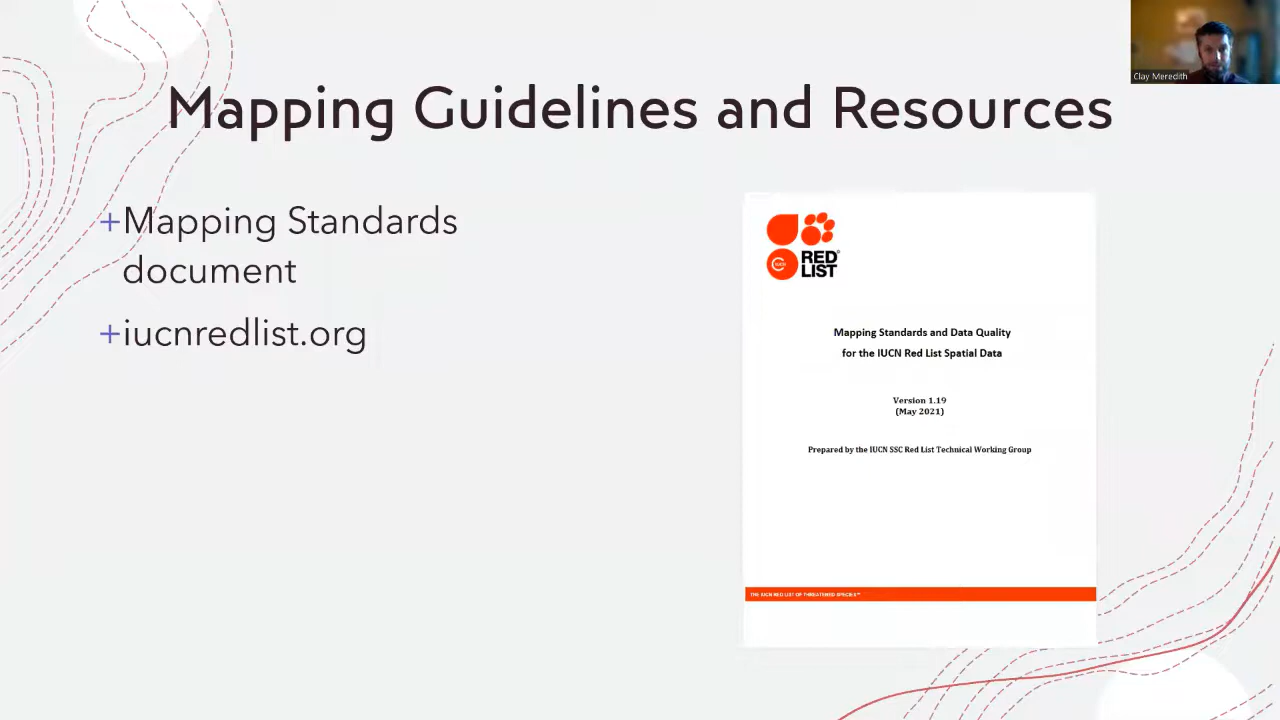 Clay Meredith
Mapping Guidelines and Resources
+Mapping Standards
document
+iucnredlist.org
IUCN
RED
LIST
Mapping Standards and Data Quality
for the IUCN Red List Spatial Data
Version 1.19
(May 2021)
Prepared by the IUCN SSC Red List Technical Working Group
THE IUCN RED LIST OF THREATENED SPECIES™